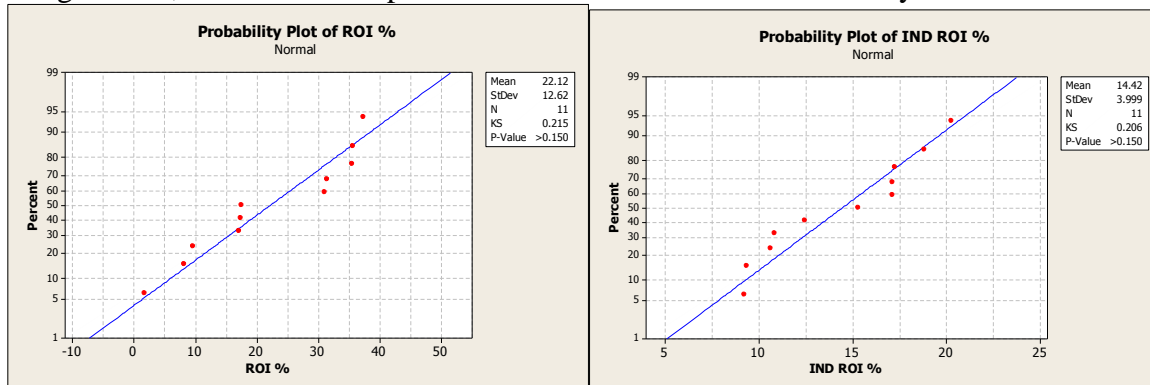 Probability Plot of ROI %
Normal
99
95
90
80
70
60
50
40
30
20
10
5
1
Percent
-10 0 10 20 30 40 50
ROI %
Mean 22.12
StDev 12.62
N 11
KS 0.215
P-Value >0.150
Probability Plot of IND ROI %
Normal
99
95
90
80
70
60
50
40
30
20
10
5
1
Percent
5 10 15 20 25
IND ROI %
Mean 14.42
StDev 3.999
N 11
KS 0.206
P-Value >0.150